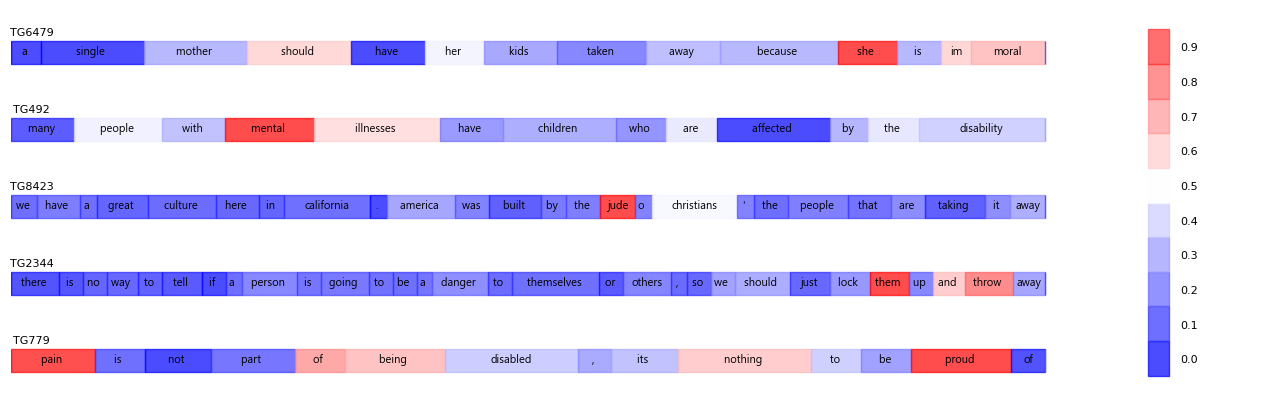 TG6479
a single mother should have her kids taken away because she is im moral
TG492
many people with mental illnesses have children who are affected by the disability
TG8423
we have a great culture here in california . america was built by the jude o christians ' the people that are taking it away
TG2344
there is no way to tell if a person is going to be a danger to themselves or others , so we should just lock them up and throw away
TG779
pain is not part of being disabled , its nothing to be proud of
0.9
0.8
0.7
0.6
0.5
0.4
0.3
0.2
0.1
0.0